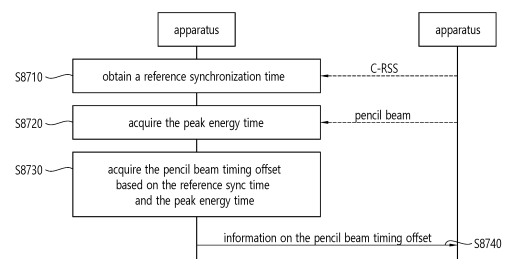 apparatus
apparatus
S8710
obtain a reference synchronization time
C-RSS
S8720
acquire the peak energy time
pencil beam
S8730
acquire the pencil beam timing offset
based on the reference sync time
and the peak energy time
information on the pencil beam timing offset
S8740